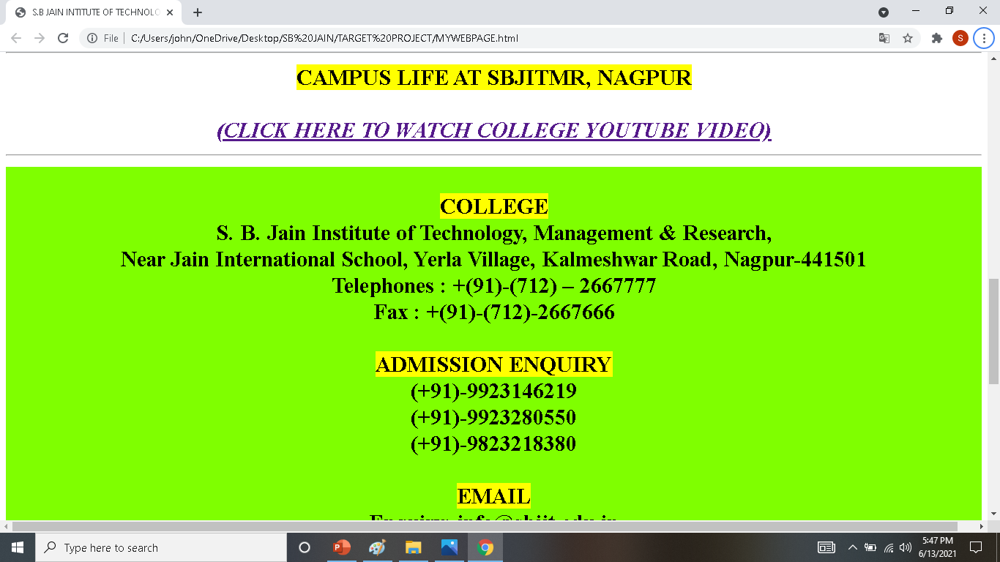 S.B JAIN INTITUTE OF TECHNOLO
File
C:/Users/john/OneDrive/Desktop/SB%20JAIN/TARGET%20PROJECT/MYWEBPAGE.html
S
CAMPUS LIFE AT SBJITMR, NAGPUR
(CLICK HERE TO WATCH COLLEGE YOUTUBE VIDEO)
COLLEGE
S. B. Jain Institute of Technology, Management & Research,
Near Jain International School, Yerla Village, Kalmeshwar Road, Nagpur-441501
Telephones : +(91)-(712) – 2667777
Fax : +(91)-(712)-2667666
ADMISSION ENQUIRY
(+91)-9923146219
(+91)-9923280550
(+91)-9823218380
EMAIL
Type here to search
5:47 PM
6/13/2021